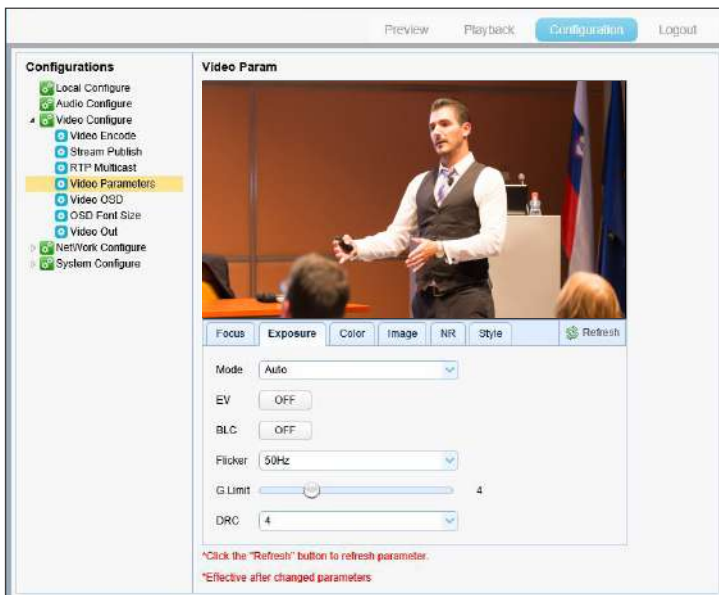 Preview Playback Configuration Logout
Configurations
Local Configure
Audio Configure
Video Configure
Video Encode
Stream Publish
RTP Multicast
Video Parameters
Video OSD
OSD Font Size
Video Out
NetWork Configure
System Configure
Video Param
Focus Exposure Color Image NR Style Refresh
Mode Auto
EV OFF
BLC OFF
Flicker 50Hz
G.Limit 4
DRC 4
*Click the "Refresh" button to refresh parameter.
*Effective after changed parameters